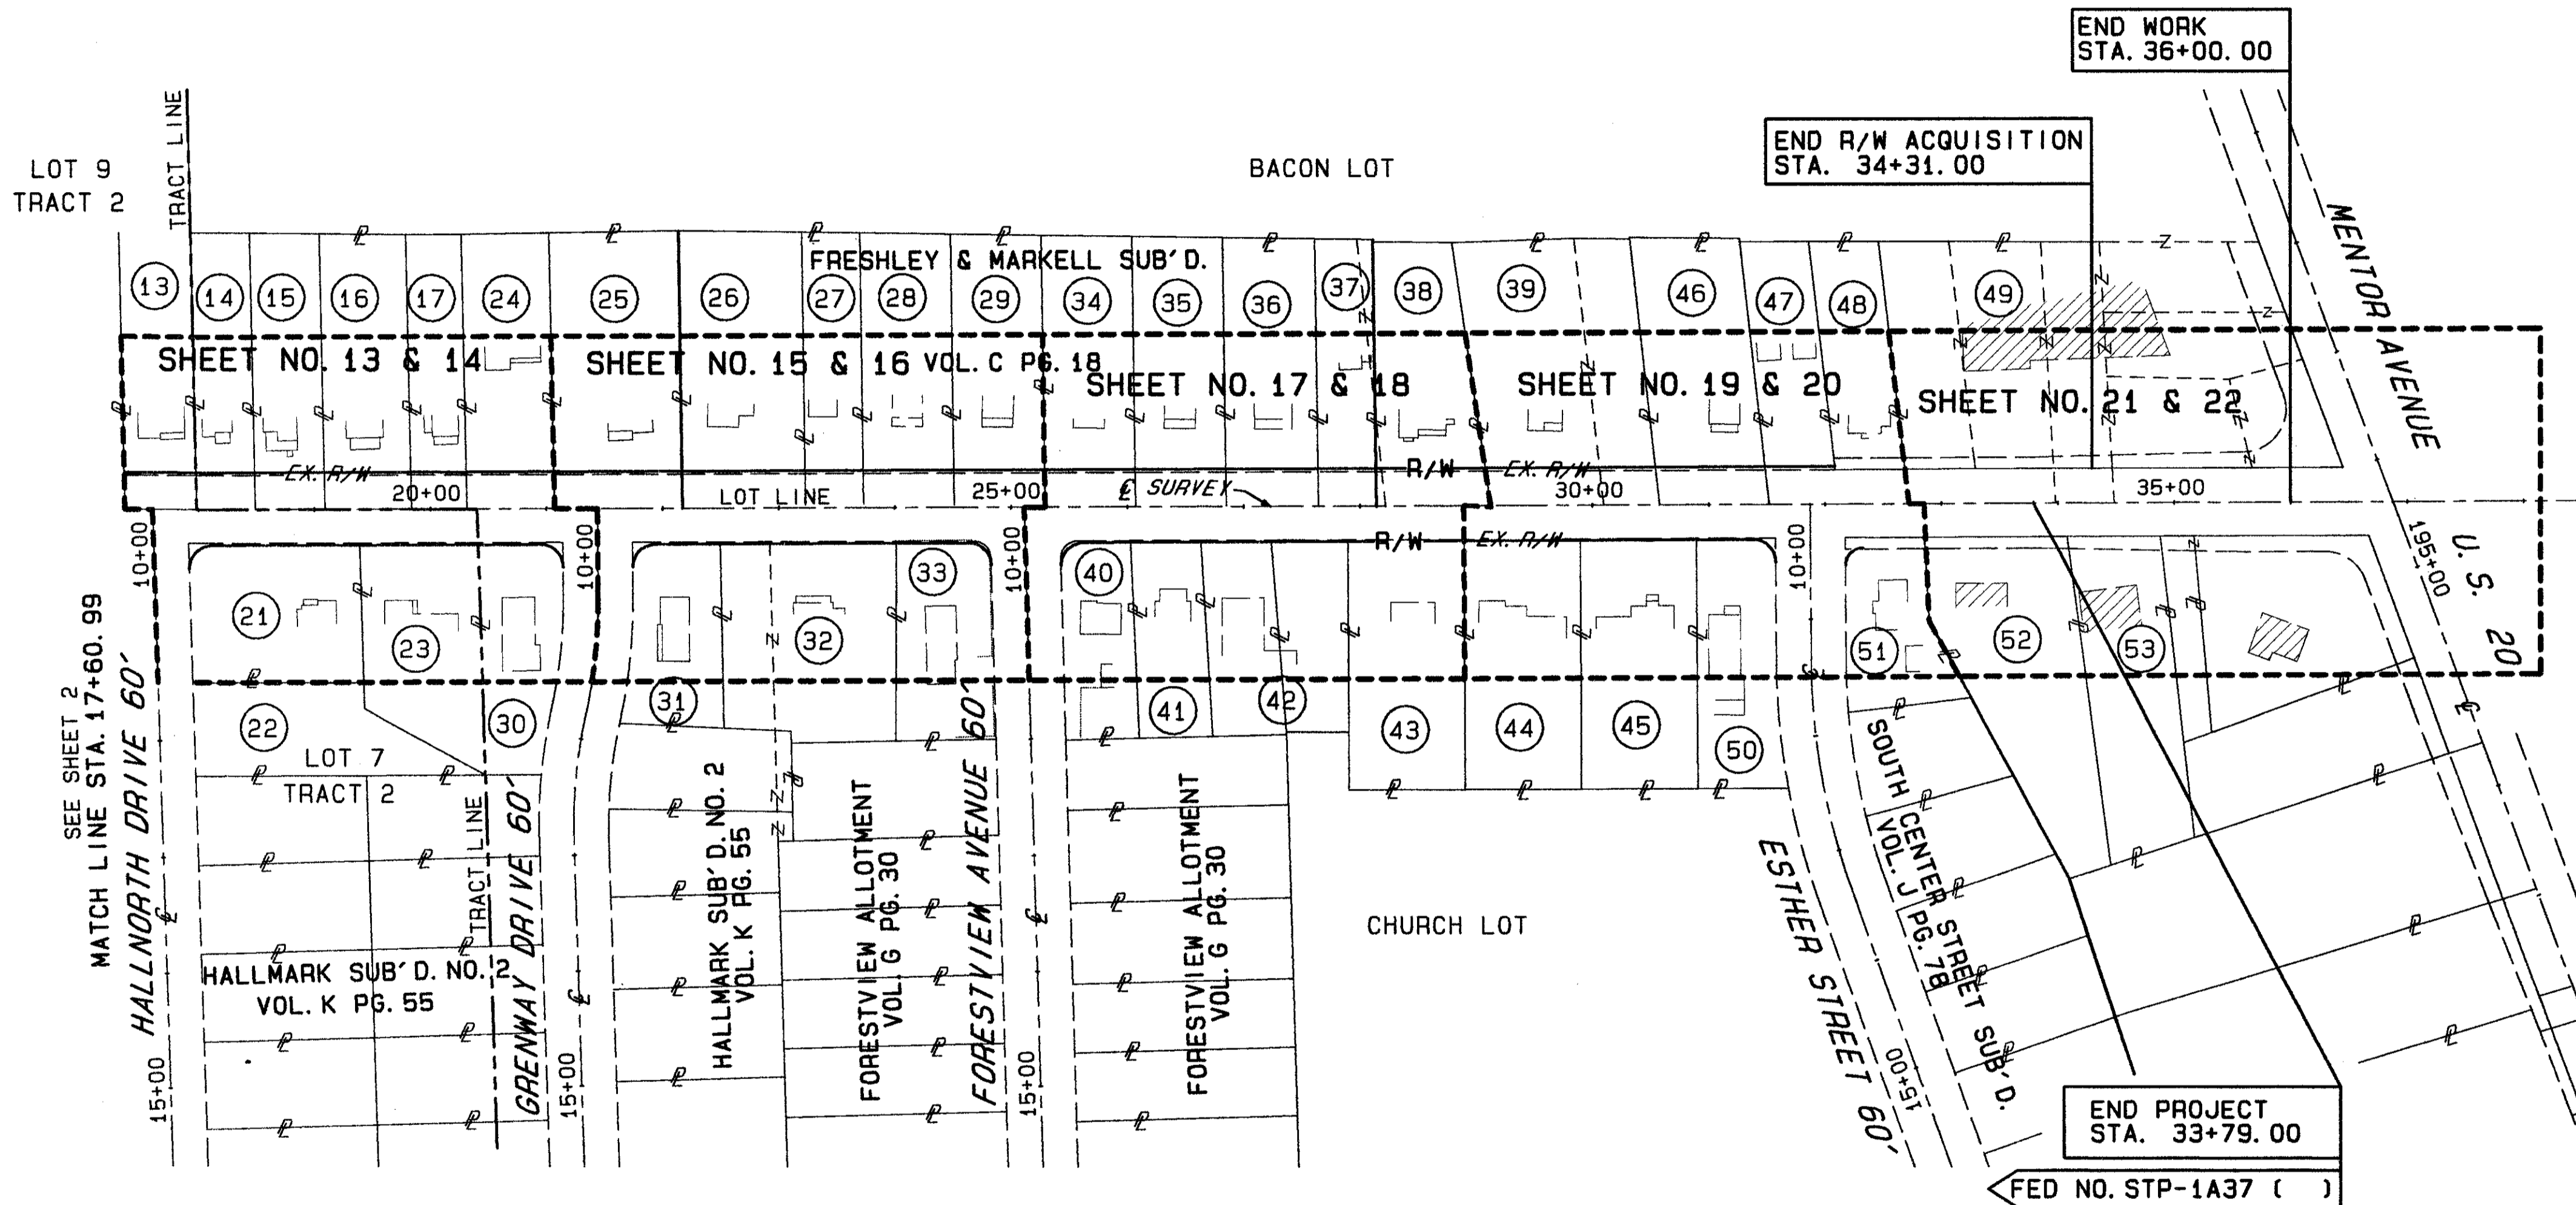 END WORK
STA. 36+00.00
END R/W ACQUISITION
STA. 34+31.00
LOT 9
TRACT 2
TRACT LINE
BACON LOT
MENTOR AVENUE
U.S. 20
195+00
FRESHLEY & MARKELL SUB'D.
13
14
15
16
17
24
25
26
27
28
29
34
35
36
37
38
39
46
47
48
49
SHEET NO. 13 & 14
SHEET NO. 15 & 16 VOL. C PG. 18
SHEET NO. 17 & 18
SHEET NO. 19 & 20
SHEET NO. 21 & 22
EX. R/W
R/W EX. R/W
20+00
LOT LINE
25+00
℄ SURVEY
30+00
35+00
R/W EX. R/W
10+00
10+00
10+00
10+00
21
23
33
40
32
51
52
53
22
30
31
41
42
43
44
45
50
SEE SHEET 2
MATCH LINE STA. 17+60.99
HALLNORTH DRIVE 60'
LOT 7
TRACT 2
TRACT LINE
GRENWAY DRIVE 60'
HALLMARK SUB'D. NO. 2
VOL. K PG. 55
HALLMARK SUB'D. NO. 2
VOL. K PG. 55
FORESTVIEW ALLOTMENT
VOL. G PG. 30
FORESTVIEW AVENUE 60'
FORESTVIEW ALLOTMENT
VOL. G PG. 30
CHURCH LOT
ESTHER STREET 60'
SOUTH CENTER STREET SUB'D.
VOL. J PG. 78
15+00
15+00
15+00
15+00
END PROJECT
STA. 33+79.00
FED NO. STP-1A37 ( )